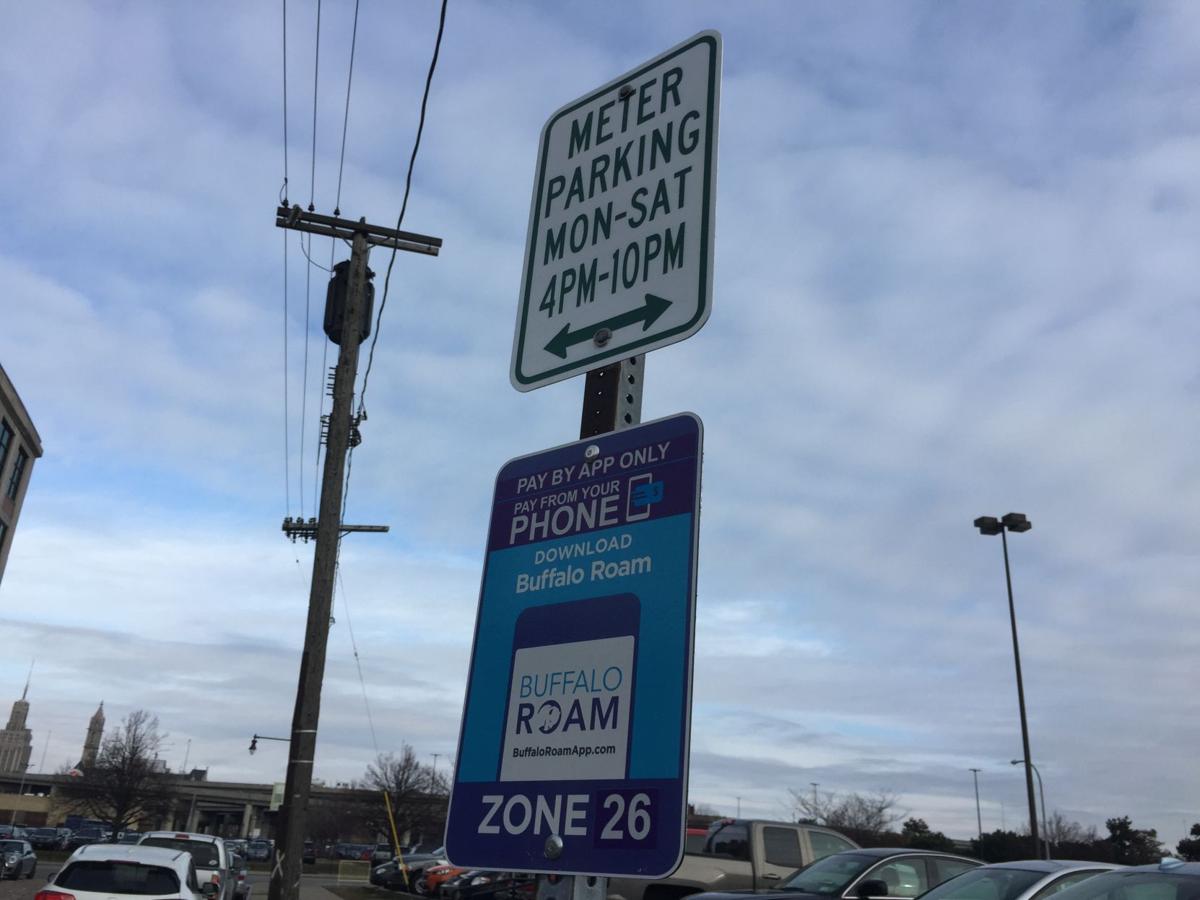 METER
PARKING
MON-SAT
4PM-10PM
PAY BY APP ONLY
PAY FROM YOUR
PHONE $
DOWNLOAD
Buffalo Roam
BUFFALO
ROAM
BuffaloRoamApp.com
ZONE 26